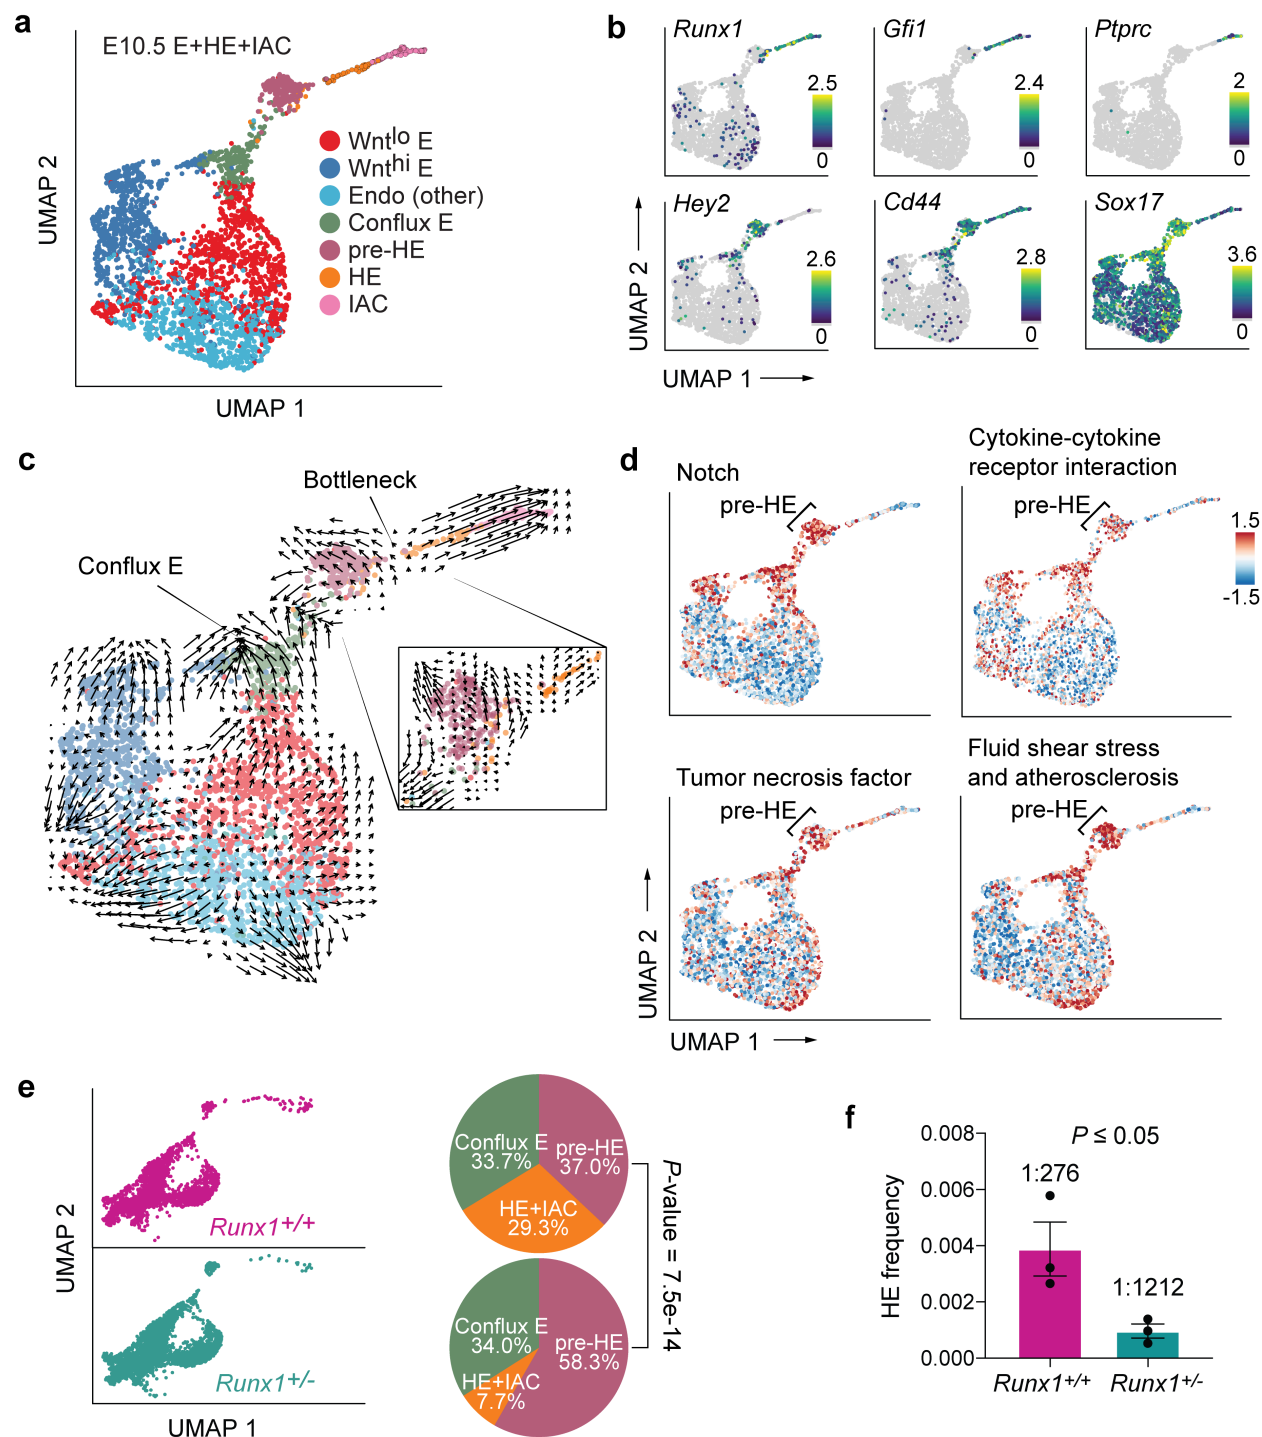 a
E10.5 E+HE+IAC
Wntlo E
Wnthi E
Endo (other)
Conflux E
pre-HE
HE
IAC
UMAP 2
UMAP 1
b
Runx1
2.5
0
Gfi1
2.4
0
Ptprc
2
0
Hey2
2.6
0
Cd44
2.8
0
Sox17
3.6
0
UMAP 2
UMAP 1
c
Bottleneck
Conflux E
d
Notch
pre-HE
Cytokine-cytokine
receptor interaction
pre-HE
1.5
-1.5
Tumor necrosis factor
pre-HE
Fluid shear stress
and atherosclerosis
pre-HE
UMAP 2
UMAP 1
e
Runx1+/+
Runx1+/-
UMAP 2
UMAP 1
Conflux E
33.7%
pre-HE
37.0%
HE+IAC
29.3%
Conflux E
34.0%
pre-HE
58.3%
HE+IAC
7.7%
P-value = 7.5e-14
f
P ≤ 0.05
HE frequency
0.008
0.006
0.004
0.002
0.000
1:276
1:1212
Runx1+/+
Runx1+/-